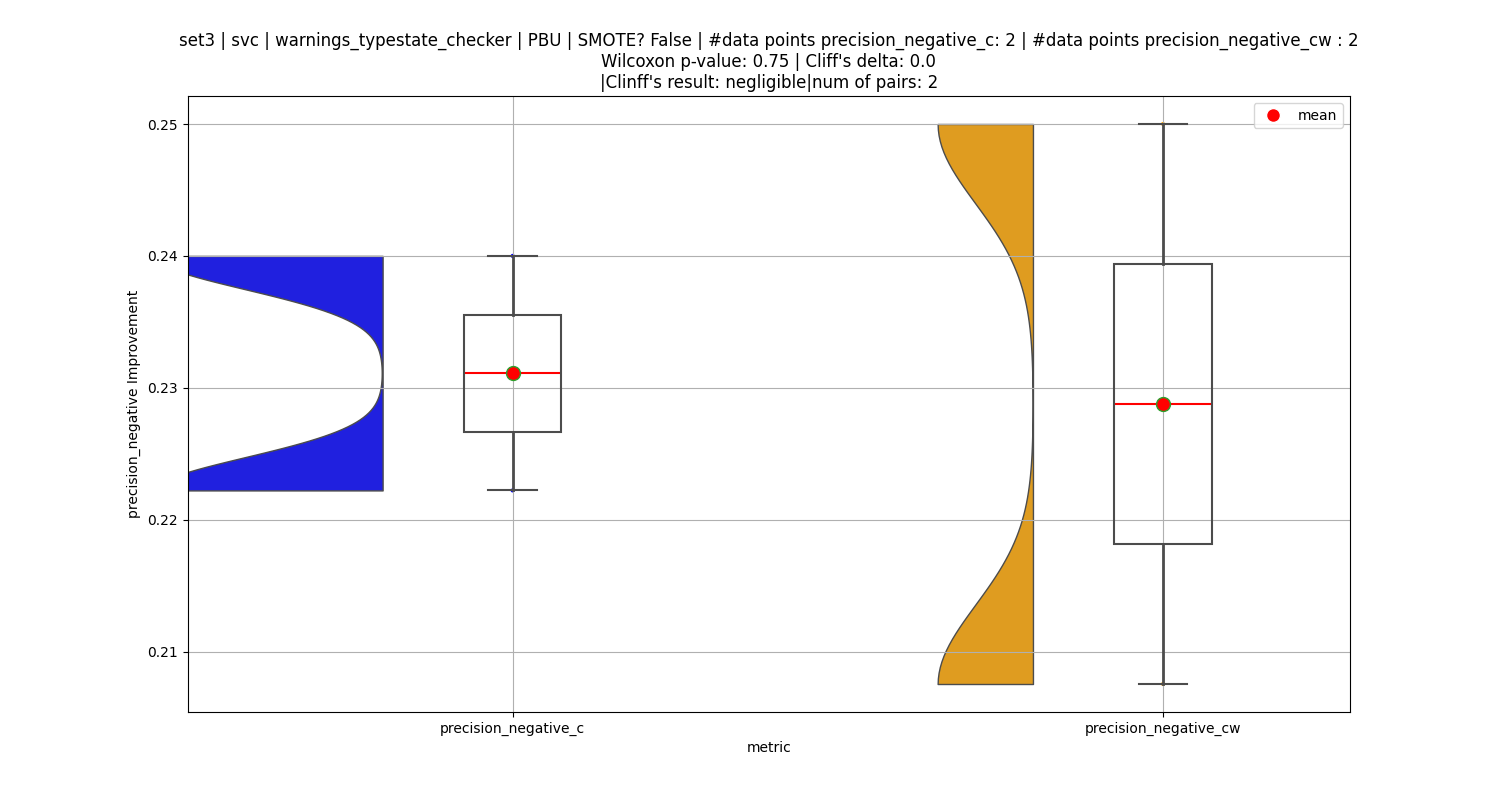 set3 | svc | warnings_typestate_checker | PBU | SMOTE? False | #data points precision_negative_c: 2 | #data points precision_negative_cw : 2
Wilcoxon p-value: 0.75 | Cliff's delta: 0.0
|Clinff's result: negligible|num of pairs: 2
mean
0.25
0.24
0.23
0.22
0.21
precision_negative Improvement
precision_negative_c
precision_negative_cw
metric